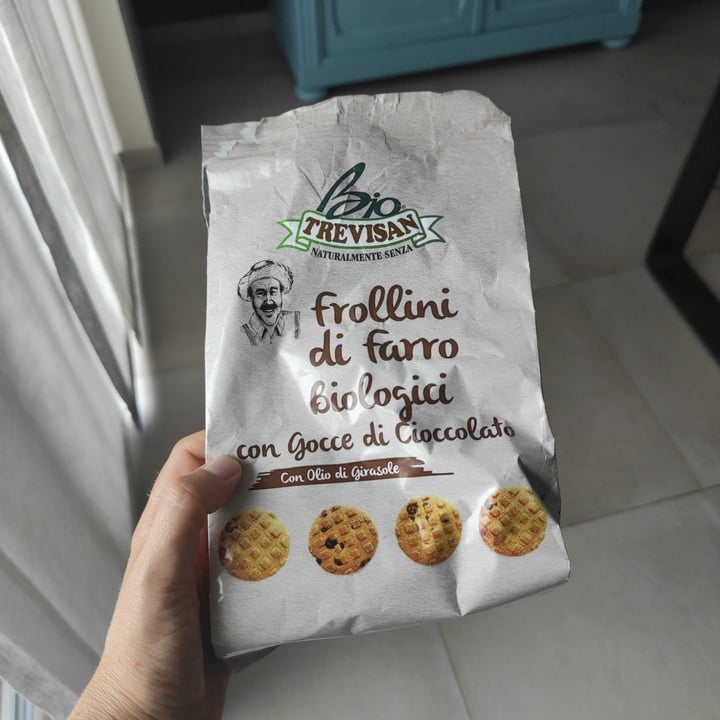 Bio
TREVISAN
NATURALMENTE SENZA
Frollini
di Farro
Biologici
con Gocce di Cioccolato
Con Olio di Girasole